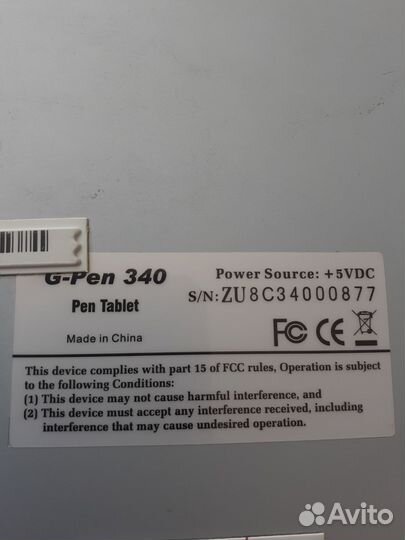 G-Pen 340
Power Source: +5VDC
Pen Tablet
S/N: ZU8C34000877
Made in China
FC CE
This device complies with part 15 of FCC rules, Operation is subject
to the following Conditions:
(1) This device may not cause harmful interference, and
(2) This device must accept any interference received, including
interference that may cause undesired operation.
Avito